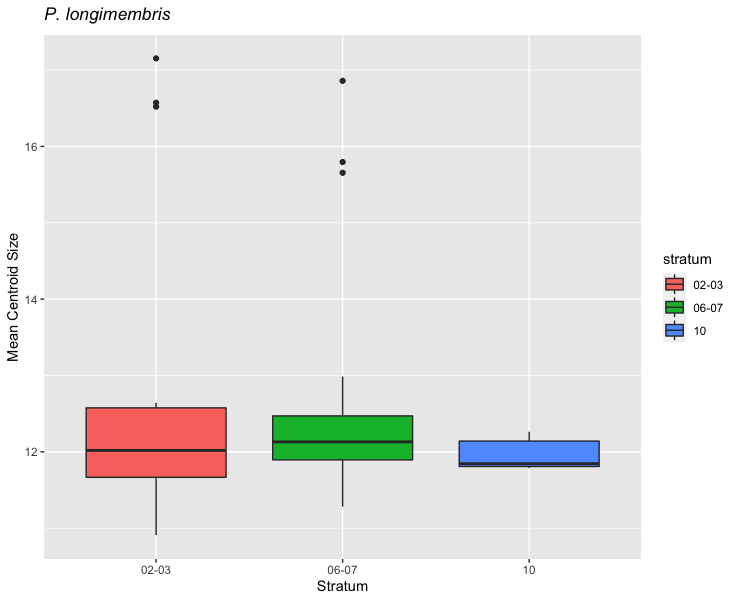 P. longimembris
Mean Centroid Size
16
14
12
02-03
06-07
10
Stratum
stratum
02-03
06-07
10